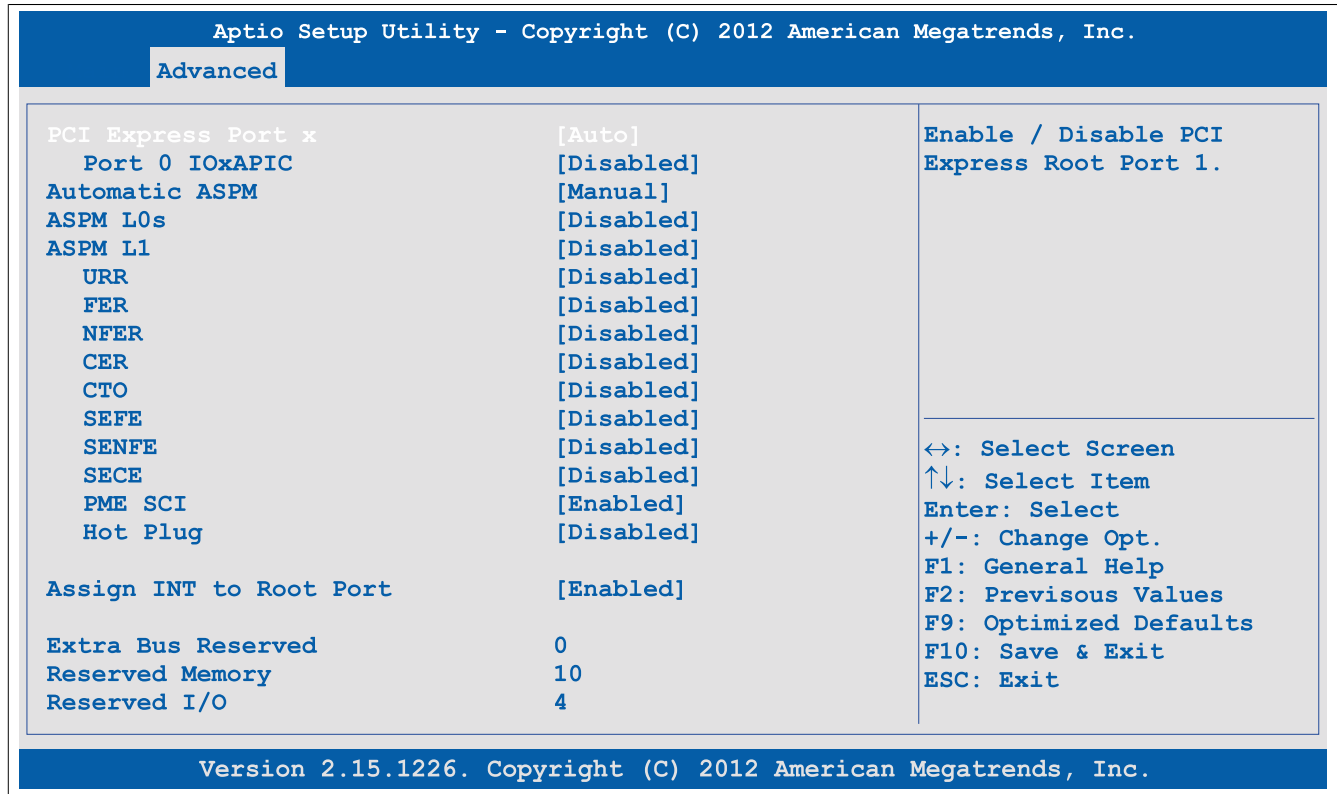 Aptio Setup Utility - Copyright (C) 2012 American Megatrends, Inc.
Advanced
PCI Express Port x [Auto]
Port 0 IOxAPIC [Disabled]
Automatic ASPM [Manual]
ASPM L0s [Disabled]
ASPM L1 [Disabled]
URR [Disabled]
FER [Disabled]
NFER [Disabled]
CER [Disabled]
CTO [Disabled]
SEFE [Disabled]
SENFE [Disabled]
SECE [Disabled]
PME SCI [Enabled]
Hot Plug [Disabled]
Assign INT to Root Port [Enabled]
Extra Bus Reserved 0
Reserved Memory 10
Reserved I/O 4
Enable / Disable PCI
Express Root Port 1.
↔: Select Screen
↑↓: Select Item
Enter: Select
+/-: Change Opt.
F1: General Help
F2: Previsous Values
F9: Optimized Defaults
F10: Save & Exit
ESC: Exit
Version 2.15.1226. Copyright (C) 2012 American Megatrends, Inc.